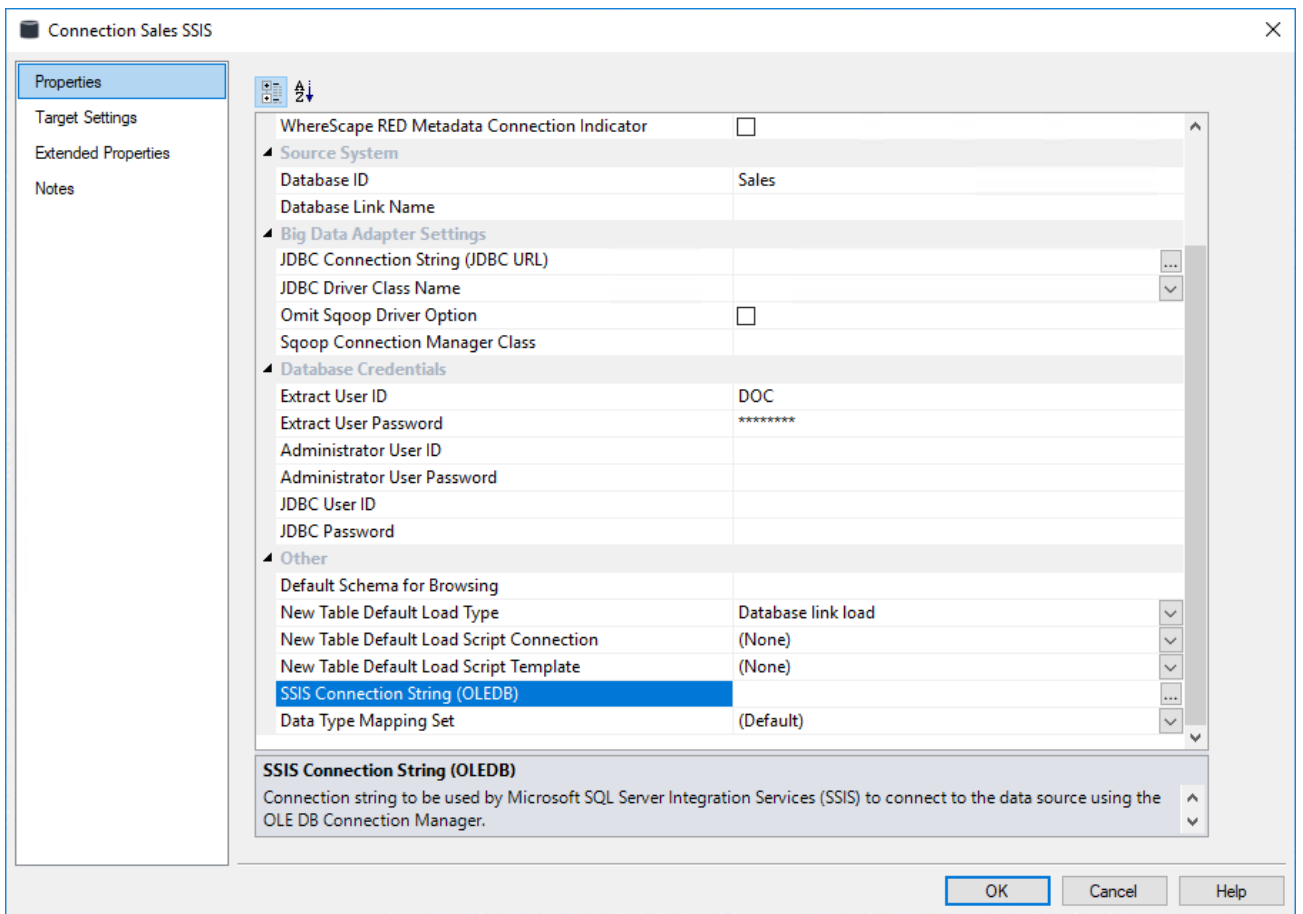 Connection Sales SSIS
Properties
Target Settings
Extended Properties
Notes
WhereScape RED Metadata Connection Indicator
Source System
Database ID Sales
Database Link Name
Big Data Adapter Settings
JDBC Connection String (JDBC URL) ...
JDBC Driver Class Name
Omit Sqoop Driver Option
Sqoop Connection Manager Class
Database Credentials
Extract User ID DOC
Extract User Password ********
Administrator User ID
Administrator User Password
JDBC User ID
JDBC Password
Other
Default Schema for Browsing
New Table Default Load Type Database link load
New Table Default Load Script Connection (None)
New Table Default Load Script Template (None)
SSIS Connection String (OLEDB) ...
Data Type Mapping Set (Default)
SSIS Connection String (OLEDB)
Connection string to be used by Microsoft SQL Server Integration Services (SSIS) to connect to the data source using the
OLE DB Connection Manager.
OK Cancel Help